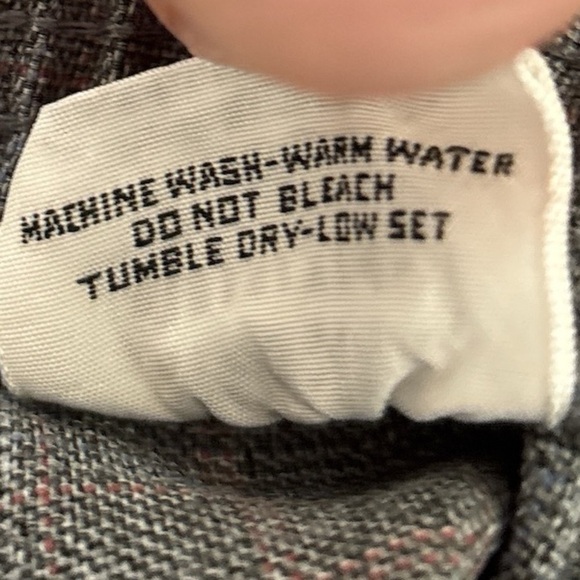 MACHINE WASH-WARM WATER
DO NOT BLEACH
TUMBLE DRY-LOW SET